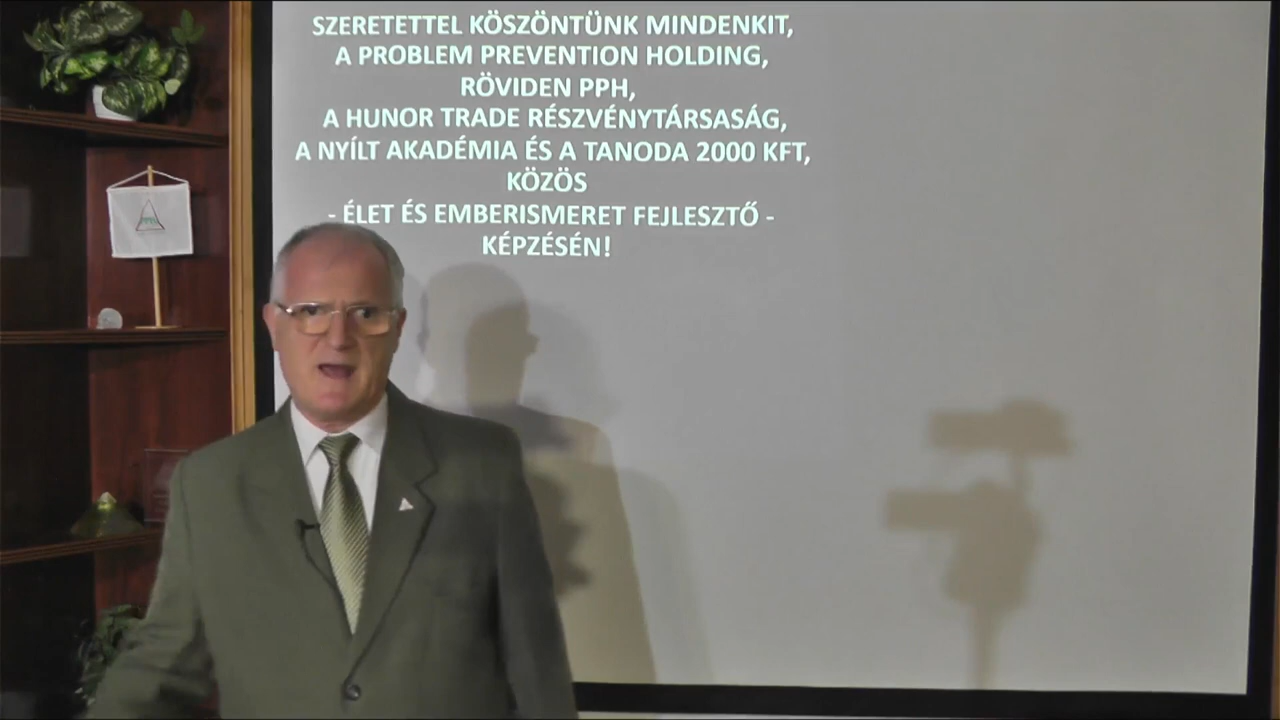 SZERETETTEL KÖSZÖNTÜNK MINDENKIT,
A PROBLEM PREVENTION HOLDING,
RÖVIDEN PPH,
A HUNOR TRADE RÉSZVÉNYTÁRSASÁG,
A NYÍLT AKADÉMIA ÉS A TANODA 2000 KFT,
KÖZÖS
- ÉLET ÉS EMBERISMERET FEJLESZTŐ -
KÉPZÉSÉN!